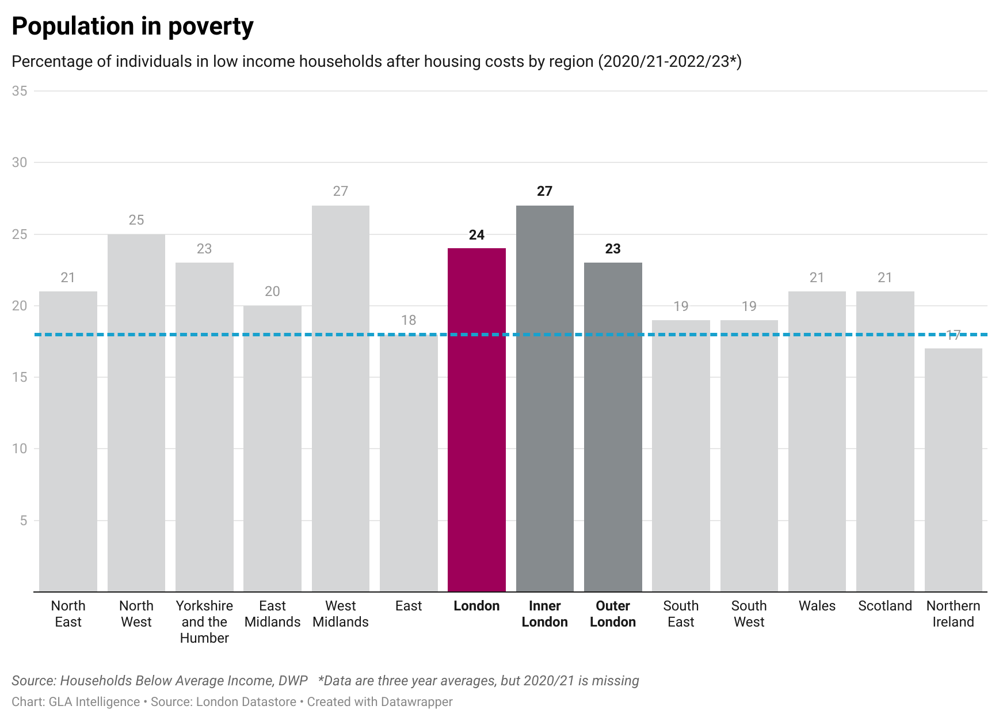 Population in poverty
Percentage of individuals in low income households after housing costs by region (2020/21-2022/23*)
35
30
25
20
15
10
5
21
25
23
20
27
18
24
27
23
19
19
21
21
17
North
East
North
West
Yorkshire
and the
Humber
East
Midlands
West
Midlands
East
London
Inner
London
Outer
London
South
East
South
West
Wales
Scotland
Northern
Ireland
Source: Households Below Average Income, DWP   *Data are three year averages, but 2020/21 is missing
Chart: GLA Intelligence • Source: London Datastore • Created with Datawrapper